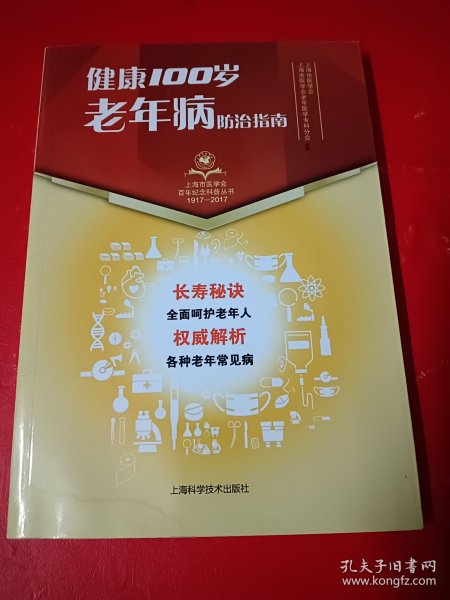 健康100岁
老年病防治指南
上海市医学会
上海市医学会老年医学专科分会
上海市医学会
百年纪念科普丛书
1917—2017
长寿秘诀
全面呵护老年人
权威解析
各种老年常见病
上海科学技术出版社
孔夫子旧书网
www.kongfz.com